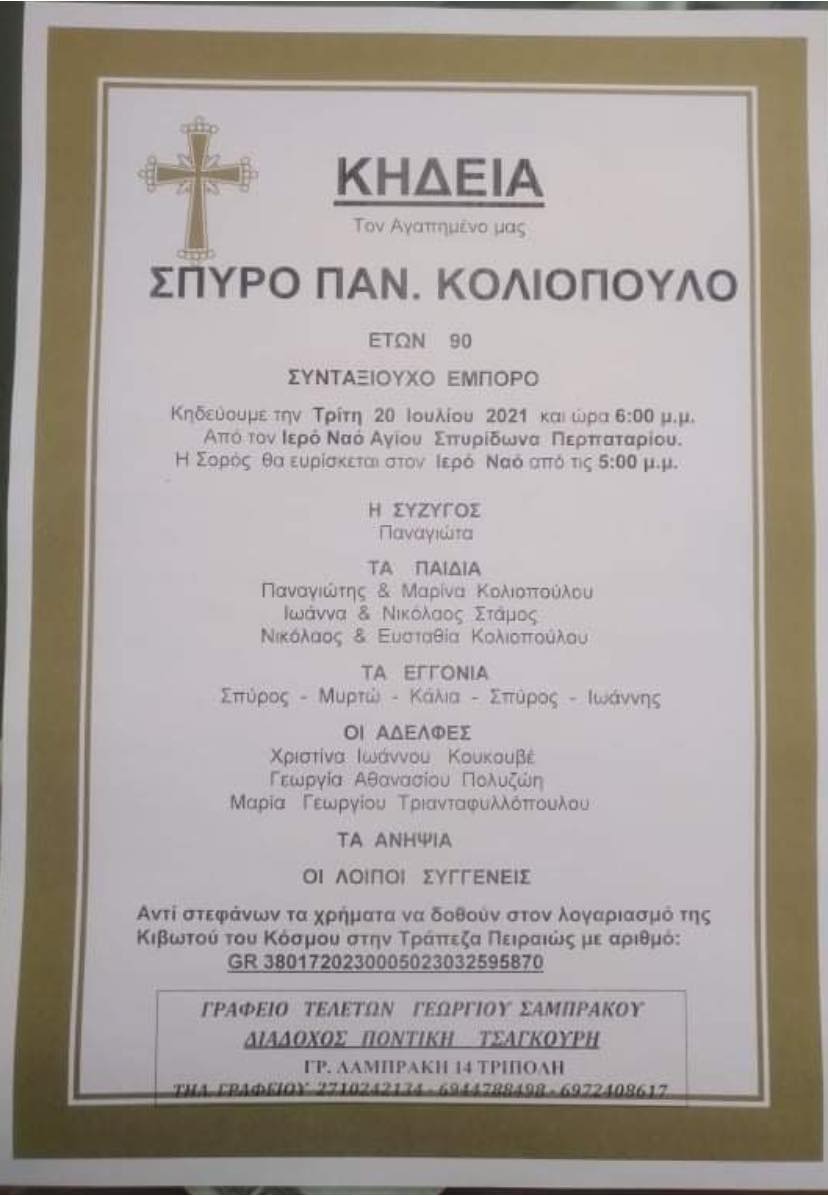 ΚΗΔΕΙΑ
Τον Αγαπημένο μας
ΣΠΥΡΟ ΠΑΝ. ΚΟΛΙΟΠΟΥΛΟ
ΕΤΩΝ 90
ΣΥΝΤΑΞΙΟΥΧΟ ΕΜΠΟΡΟ
Κηδεύουμε την Τρίτη 20 Ιουλίου 2021 και ώρα 6:00 μ.μ.
Από τον Ιερό Ναό Αγίου Σπυρίδωνα Περπαταρίου.
Η Σορός θα ευρίσκεται στον Ιερό Ναό από τις 5:00 μ.μ.
Η ΣΥΖΥΓΟΣ
Παναγιώτα
ΤΑ ΠΑΙΔΙΑ
Παναγιώτης & Μαρίνα Κολιοπούλου
Ιωάννα & Νικόλαος Στάμος
Νικόλαος & Ευσταθία Κολιοπούλου
ΤΑ ΕΓΓΟΝΙΑ
Σπύρος - Μυρτώ - Κάλια - Σπύρος - Ιωάννης
ΟΙ ΑΔΕΛΦΕΣ
Χριστίνα Ιωάννου Κουκουβέ
Γεωργία Αθανασίου Πολυζώη
Μαρία Γεωργίου Τριανταφυλλόπουλου
ΤΑ ΑΝΗΨΙΑ
ΟΙ ΛΟΙΠΟΙ ΣΥΓΓΕΝΕΙΣ
Αντί στεφάνων τα χρήματα να δοθούν στον λογαριασμό της
Κιβωτού του Κόσμου στην Τράπεζα Πειραιώς με αριθμό:
GR 3801720230005023032595870
ΓΡΑΦΕΙΟ ΤΕΛΕΤΩΝ ΓΕΩΡΓΙΟΥ ΣΑΜΠΡΑΚΟΥ
ΔΙΑΔΟΧΟΣ ΠΟΝΤΙΚΗ ΤΣΑΓΚΟΥΡΗ
ΓΡ. ΛΑΜΠΡΑΚΗ 14 ΤΡΙΠΟΛΗ
ΤΗΛ. ΓΡΑΦΕΙΟΥ 2710242134 - 6944788498 - 6972408617